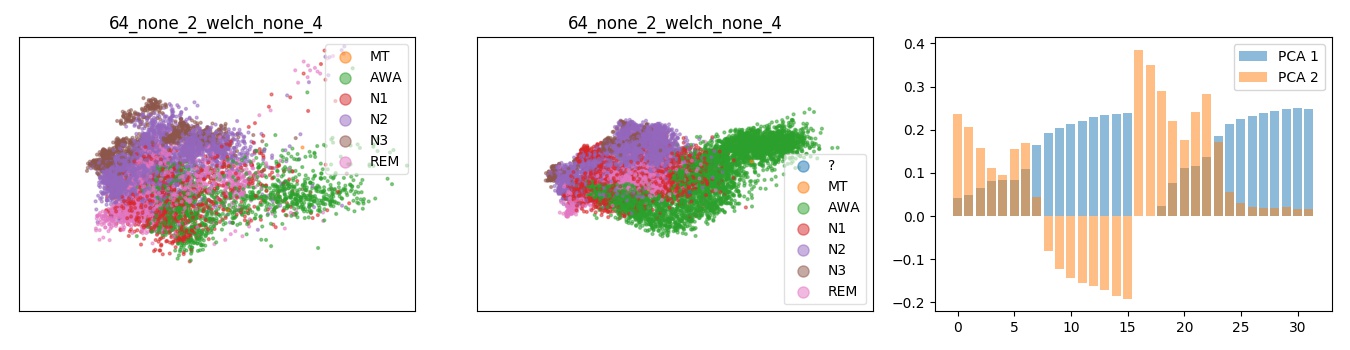 64_none_2_welch_none_4
MT
AWA
N1
N2
N3
REM
64_none_2_welch_none_4
?
MT
AWA
N1
N2
N3
REM
PCA 1
PCA 2
0.4
0.3
0.2
0.1
0.0
−0.1
−0.2
0 5 10 15 20 25 30